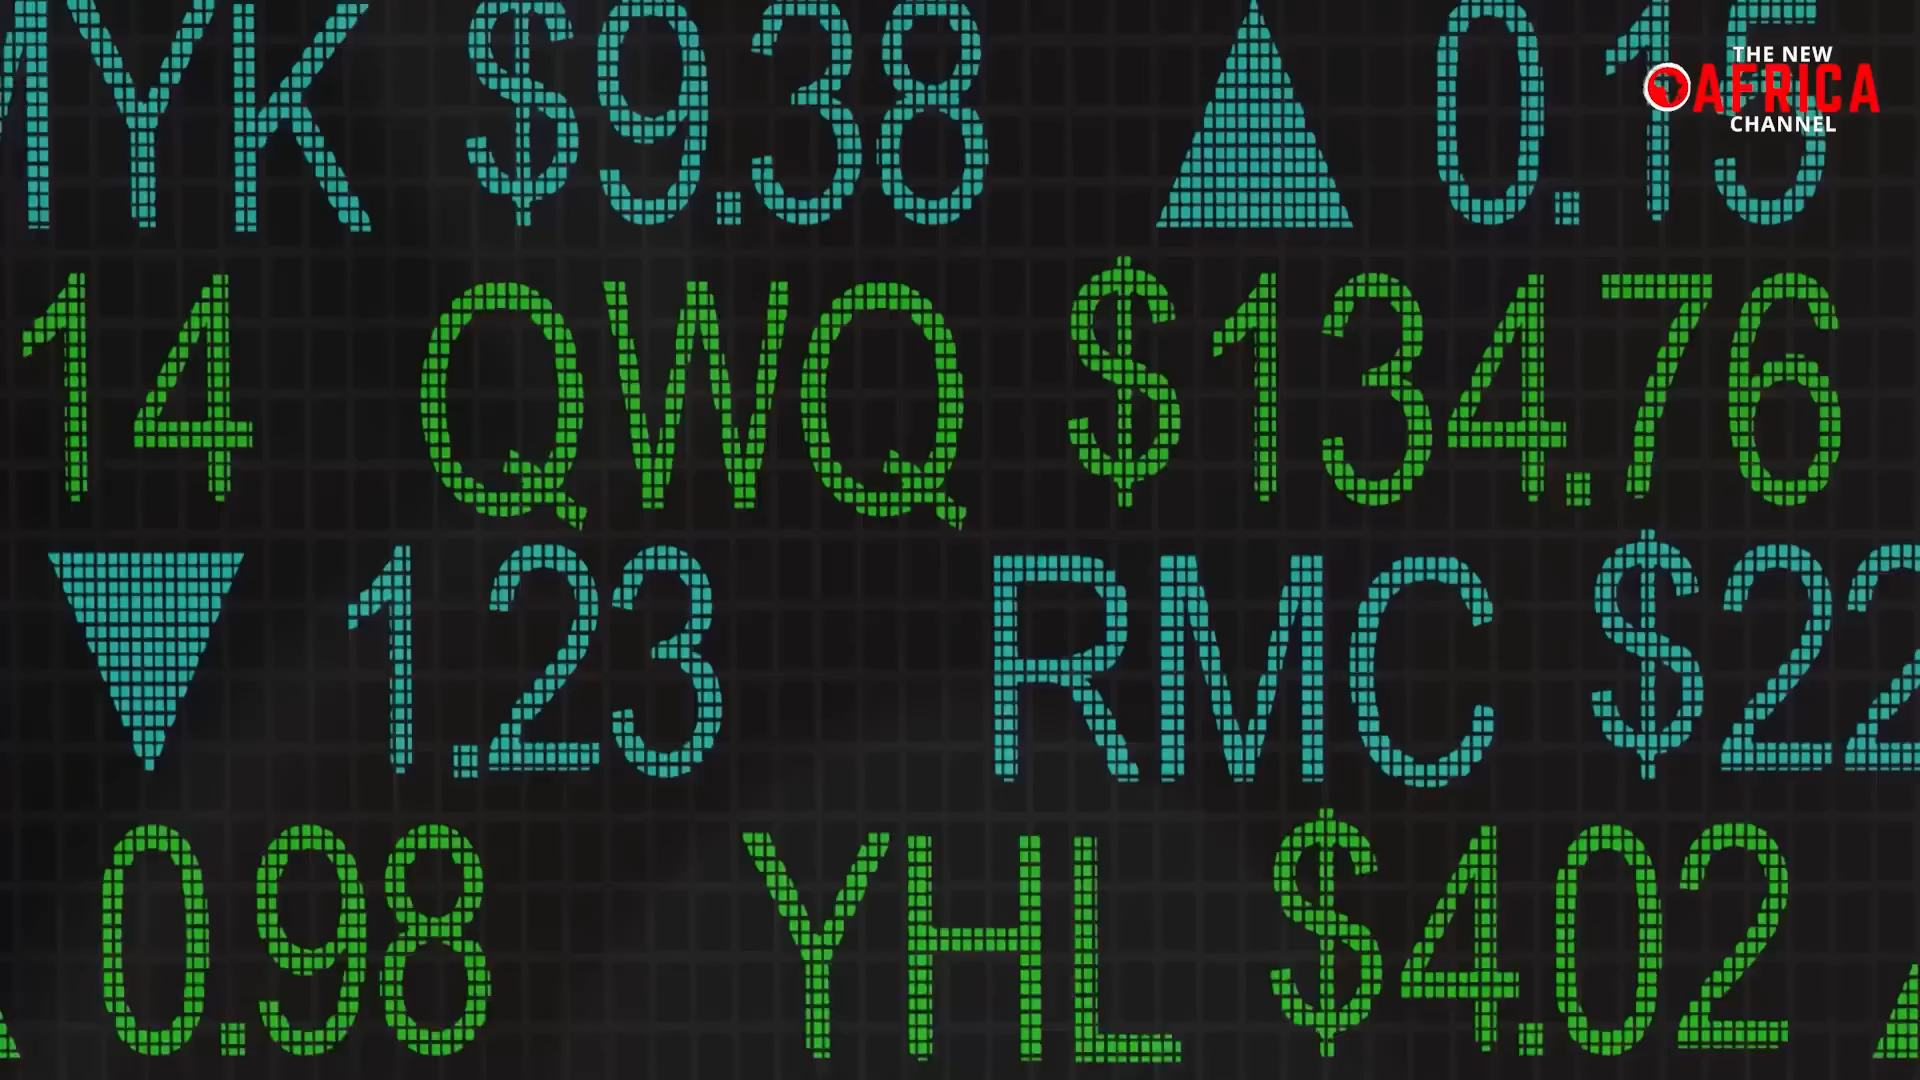 MYK $9.38 ▲ 0.15
THE NEW
AFRICA
CHANNEL
14 QWQ $134.76
▼ 1.23 RMC $22
0.98 YHL $4.02